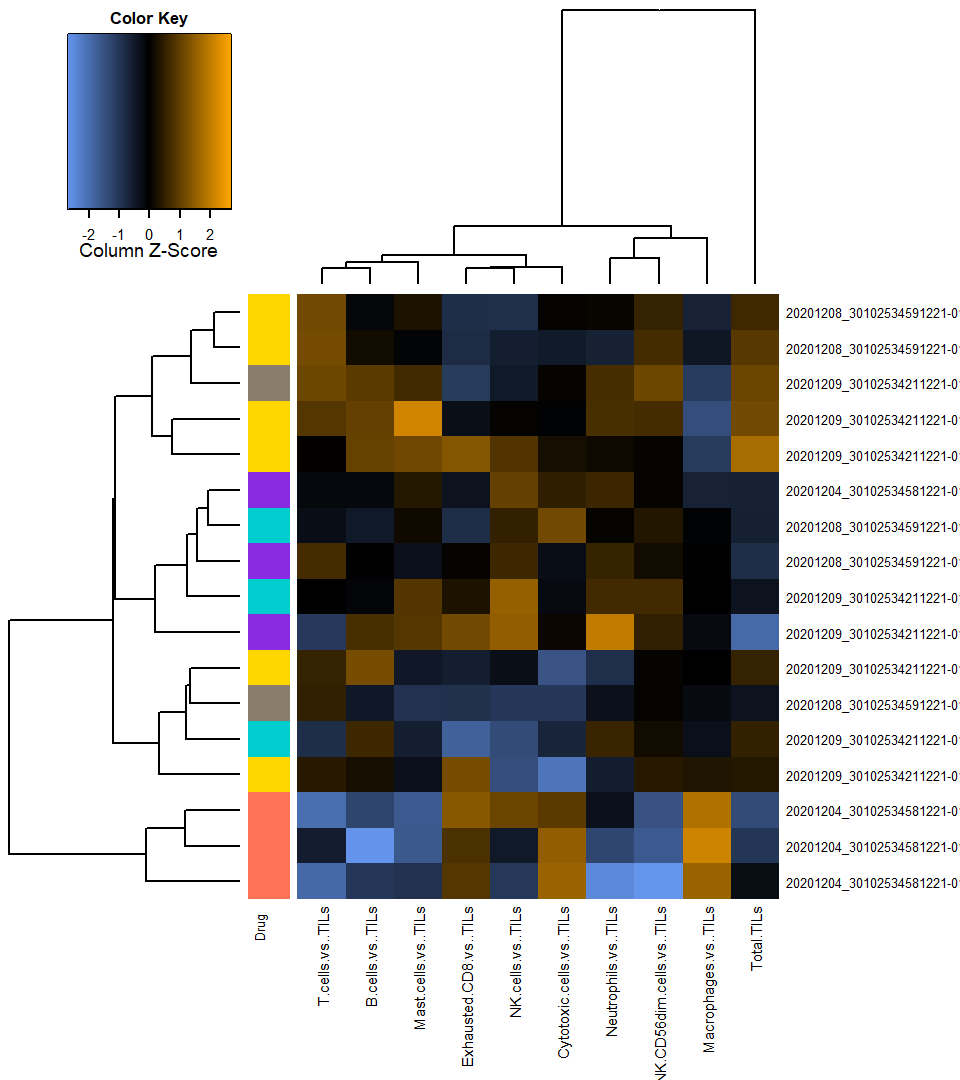 Color Key
-2 -1 0 1 2
Column Z-Score
20201208_30102534591221-0
20201208_30102534591221-0
20201209_30102534211221-0
20201209_30102534211221-0
20201209_30102534211221-0
20201204_30102534581221-0
20201208_30102534591221-0
20201208_30102534591221-0
20201209_30102534211221-0
20201209_30102534211221-0
20201209_30102534211221-0
20201208_30102534591221-0
20201209_30102534211221-0
20201209_30102534211221-0
20201204_30102534581221-0
20201204_30102534581221-0
20201204_30102534581221-0
Drug
T.cells.vs..TILs
B.cells.vs..TILs
Mast.cells.vs..TILs
Exhausted.CD8.vs..TILs
NK.cells.vs..TILs
Cytotoxic.cells.vs..TILs
Neutrophils.vs..TILs
NK.CD56dim.cells.vs..TILs
Macrophages.vs..TILs
Total.TILs